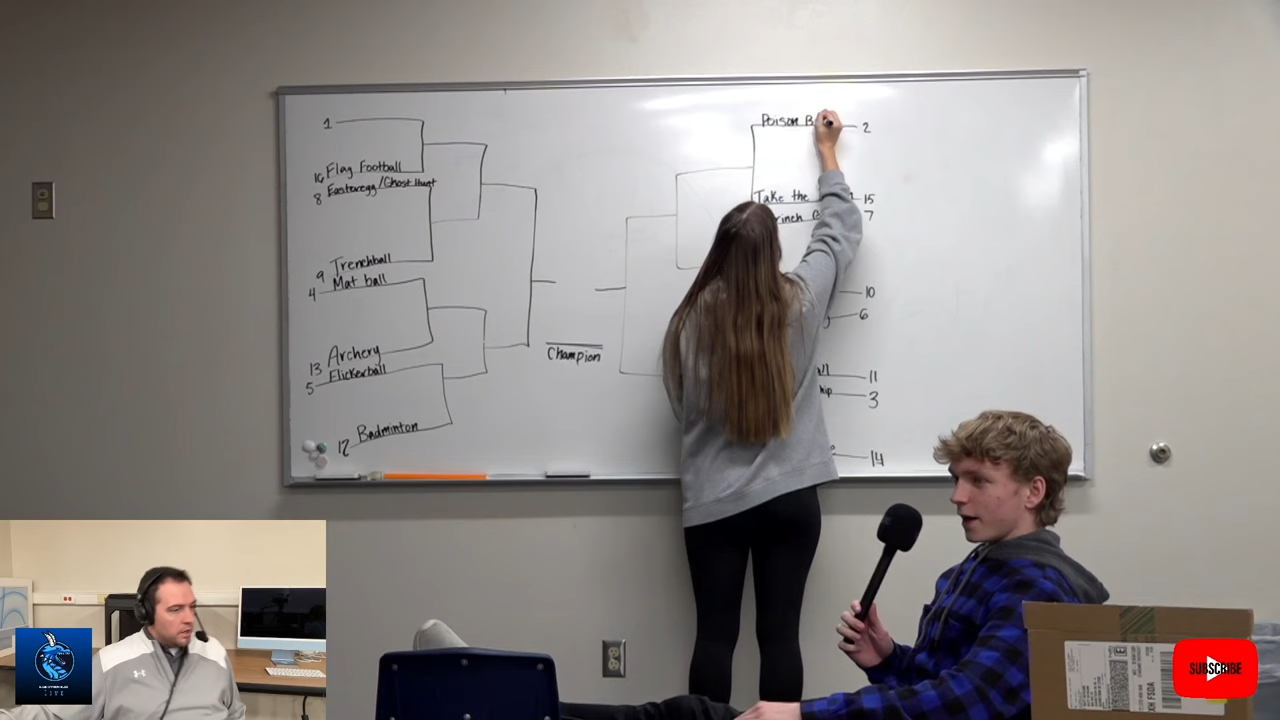 1
16 Flag Football
8 Easteregg/Ghost Hunt
9 Trenchball
4 Mat ball
13 Archery
5 Flickerball
12 Badminton
Champion
Poison B 2
Take the 15
7
10
6
11
3
14
LIVE
SUBSCRIBE